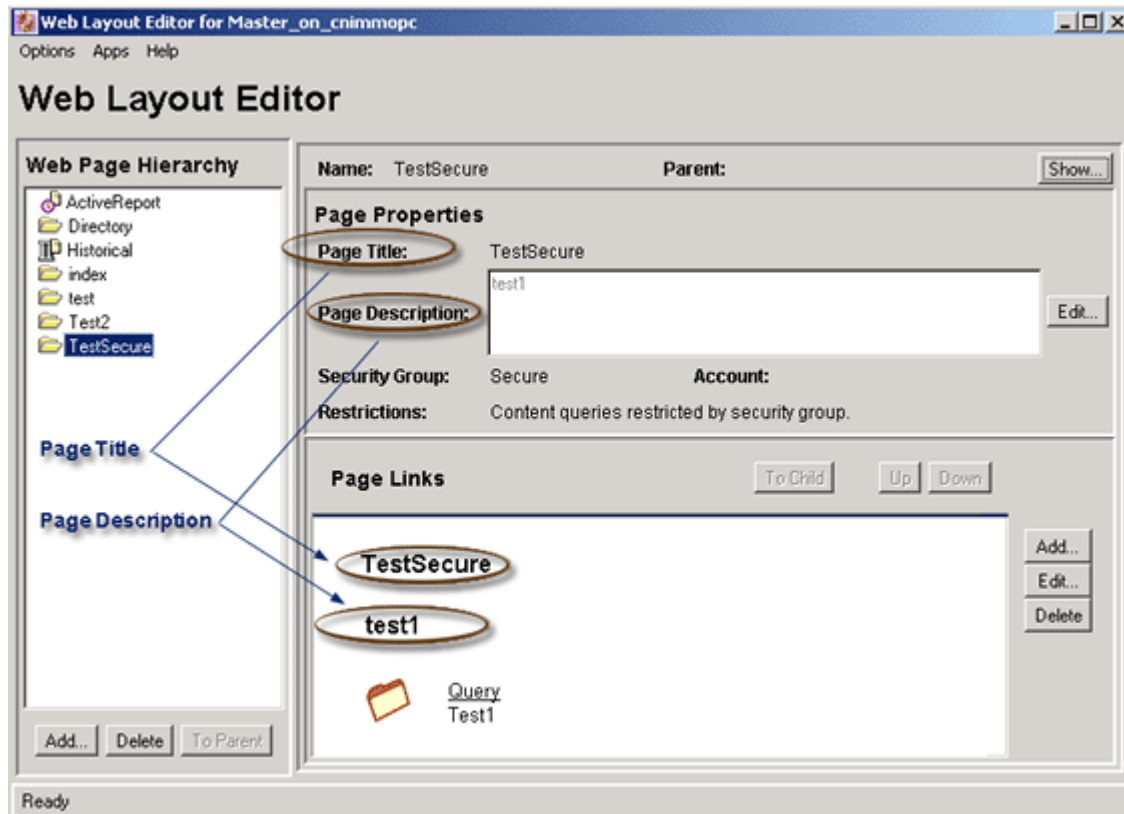 Web Layout Editor for Master_on_cnimmopc
Options Apps Help
Web Layout Editor
Web Page Hierarchy
ActiveReport
Directory
Historical
index
test
Test2
TestSecure
Page Title
Page Description
Add... Delete To Parent
Name: TestSecure Parent: Show...
Page Properties
Page Title: TestSecure
test1
Page Description: Edit...
Security Group: Secure Account:
Restrictions: Content queries restricted by security group.
Page Links To Child Up Down
TestSecure
test1
Query
Test1
Add...
Edit...
Delete
Ready